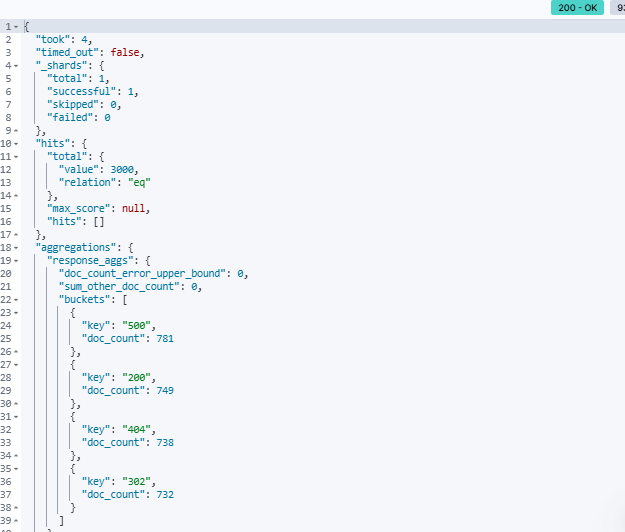 200 - OK
1 {
2 "took": 4,
3 "timed_out": false,
4 "_shards": {
5 "total": 1,
6 "successful": 1,
7 "skipped": 0,
8 "failed": 0
9 },
10 "hits": {
11 "total": {
12 "value": 3000,
13 "relation": "eq"
14 },
15 "max_score": null,
16 "hits": []
17 },
18 "aggregations": {
19 "response_aggs": {
20 "doc_count_error_upper_bound": 0,
21 "sum_other_doc_count": 0,
22 "buckets": [
23 {
24 "key": "500",
25 "doc_count": 781
26 },
27 {
28 "key": "200",
29 "doc_count": 749
30 },
31 {
32 "key": "404",
33 "doc_count": 738
34 },
35 {
36 "key": "302",
37 "doc_count": 732
38 }
39 ]